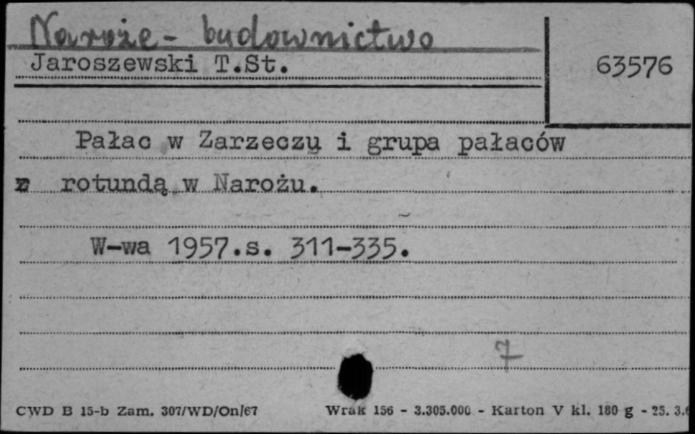 Naroże - budownictwo
Jaroszewski T.St.
63576
Pałac w Zarzeczu i grupa pałaców
z rotundą w Narożu.
W-wa 1957.s. 311-335.
7
CWD B 15-b Zam. 307/WD/On/67 Wrak 156 - 3.305.000 - Karton V kl. 180 g - 25. 3.6